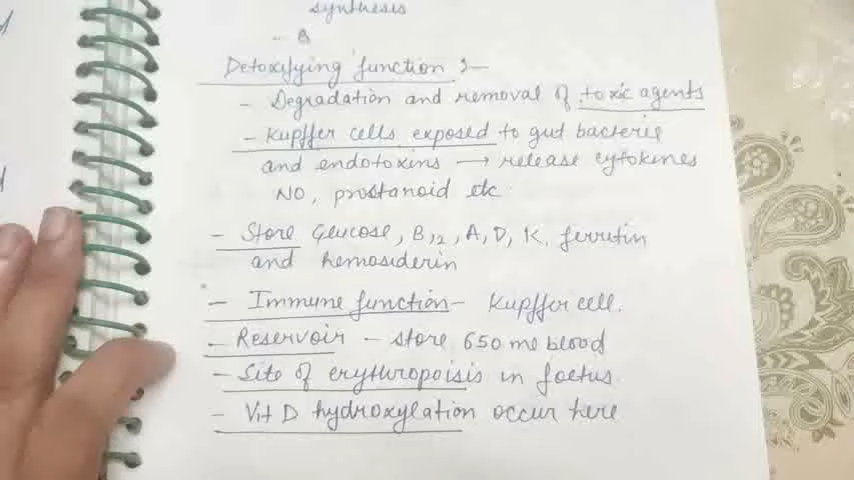 synthesis
- B
Detoxifying function :-
- Degradation and removal of toxic agents
- Kupffer cells exposed to gut bacteria
and endotoxins → release cytokines
NO, prostanoid etc.
- Store Glucose, B12, A, D, K, ferritin
and hemosiderin
- Immune function - Kupffer cell.
- Reservoir - store 650 ml blood
- Site of erythropoisis in foetus
- Vit D hydroxylation occur here